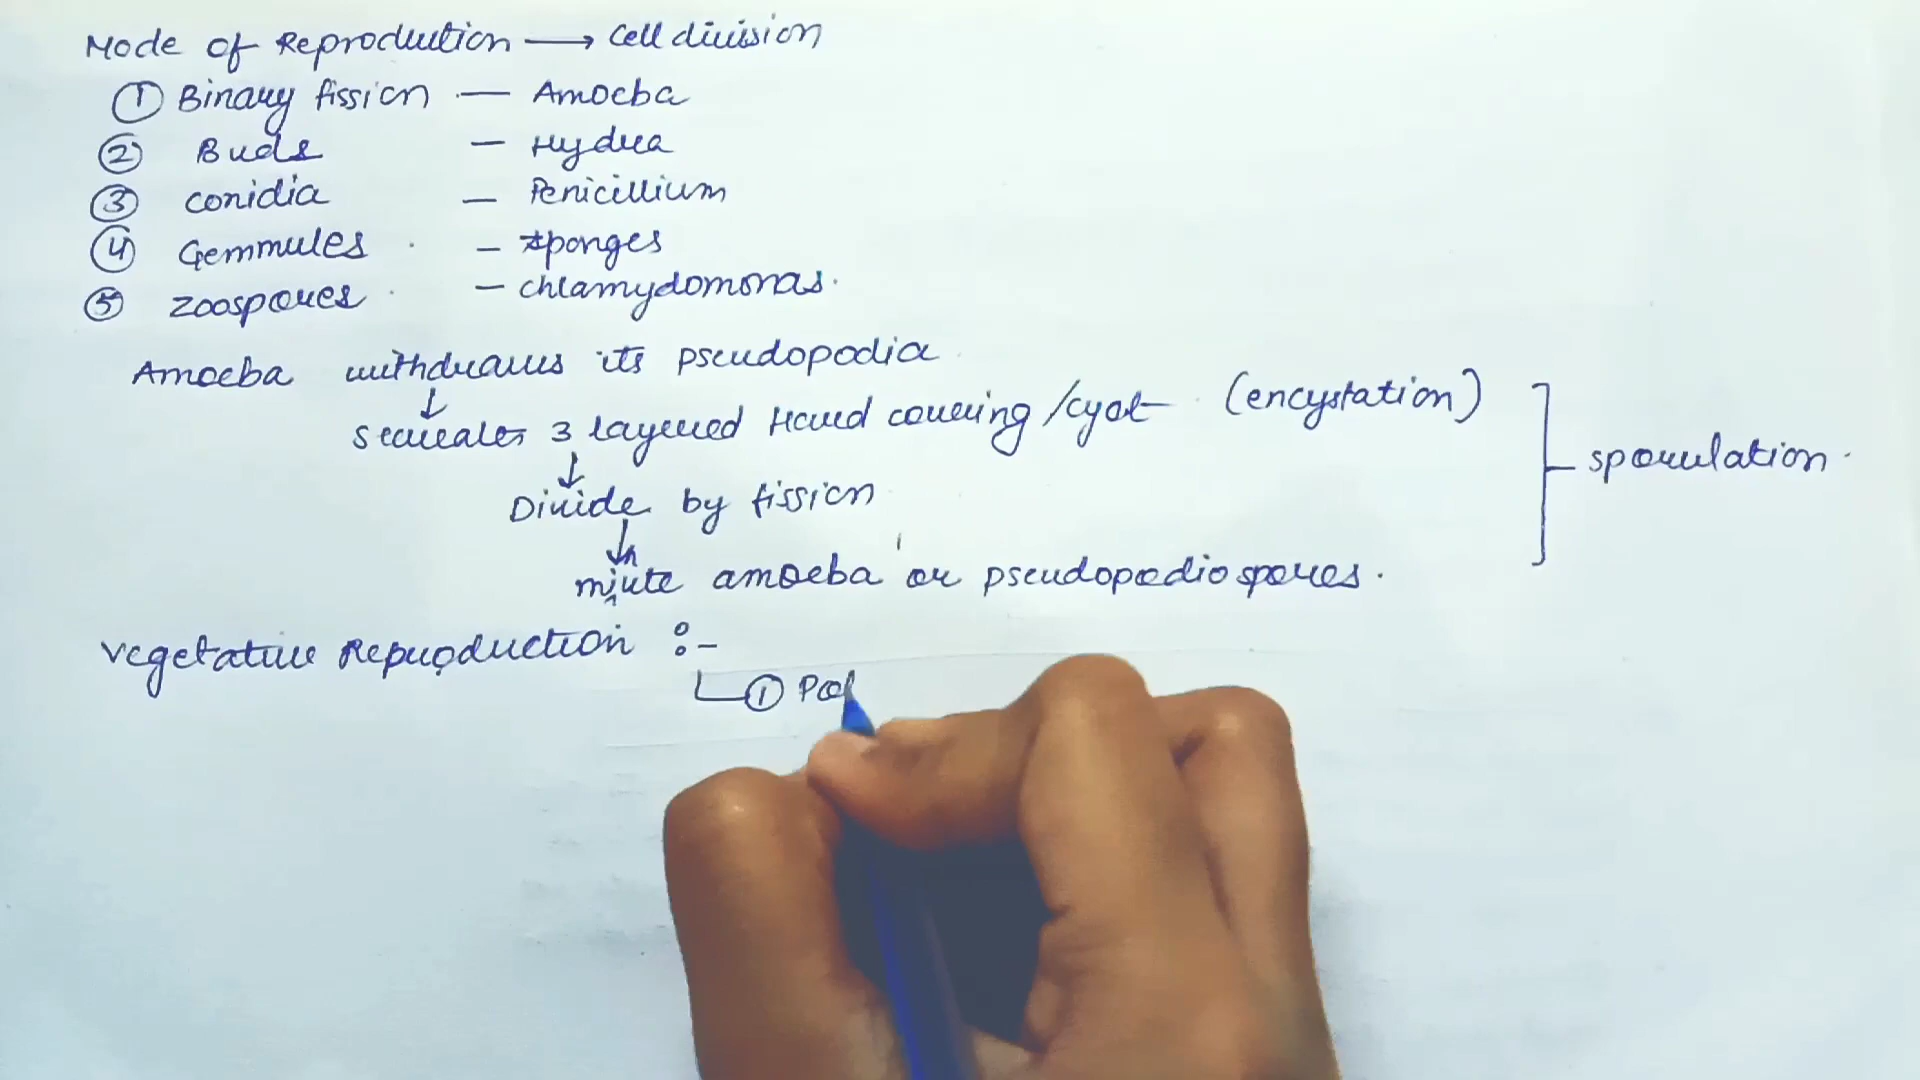 Mode of Reproduction → Cell division
① Binary fission — Amoeba
② Buds — Hydra
③ conidia — Penicillium
④ Gemmules — sponges
⑤ zoospores — chlamydomonas.
Amoeba withdraws its pseudopodia
↓
secreates 3 layered Hard covering /cyst (encystation)
↓
Divide by fission
↓
minute amoeba or pseudopodiospores.
sporulation
vegetative Reproduction :-
①